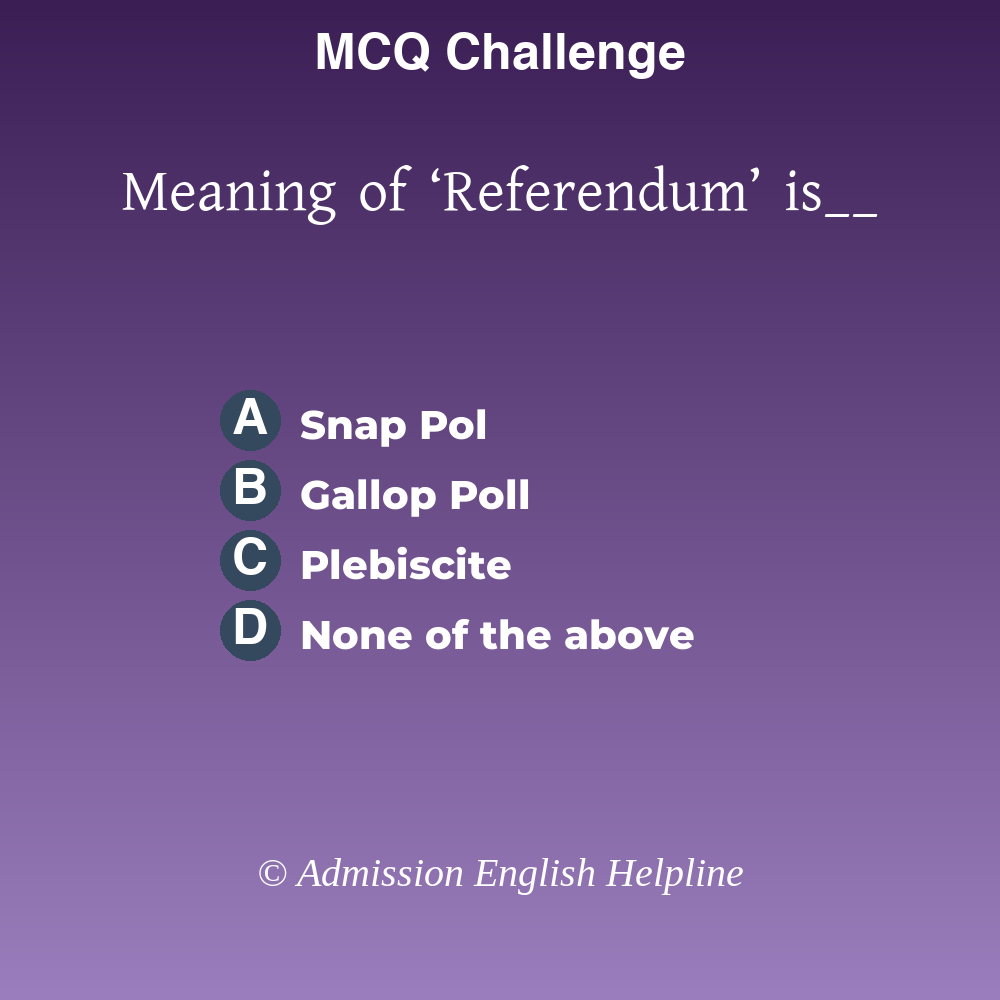 MCQ Challenge
Meaning of ‘Referendum’ is__
A Snap Pol
B Gallop Poll
C Plebiscite
D None of the above
© Admission English Helpline